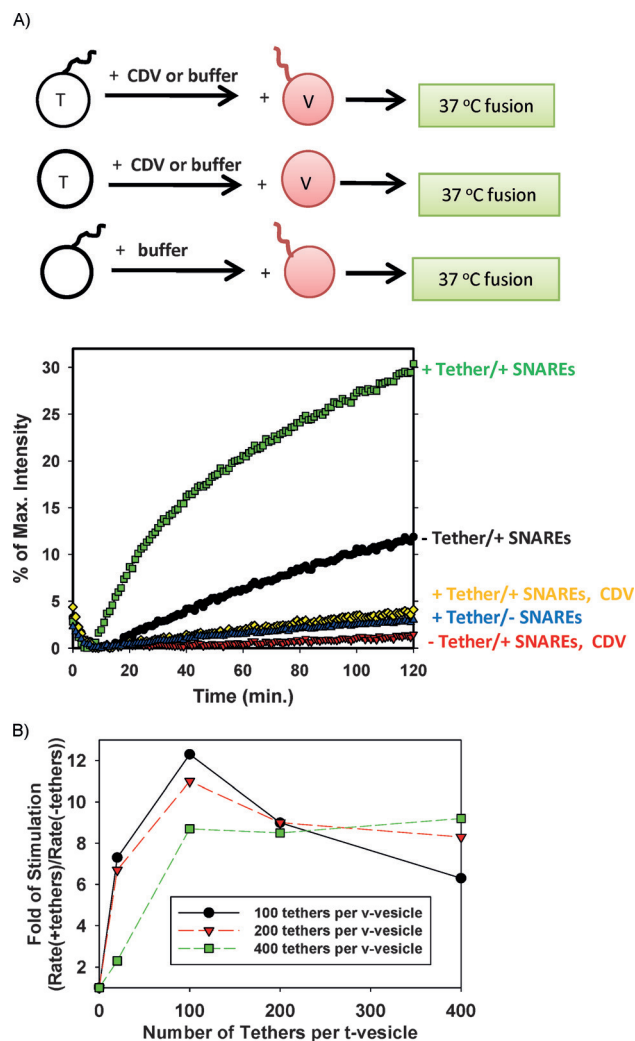 A)
+ CDV or buffer
T
+
V
37 °C fusion
+ CDV or buffer
T
+
V
37 °C fusion
+ buffer
+
37 °C fusion
% of Max. Intensity
30
25
20
15
10
5
0
0 20 40 60 80 100 120
Time (min.)
+ Tether/+ SNAREs
- Tether/+ SNAREs
+ Tether/+ SNAREs, CDV
+ Tether/- SNAREs
- Tether/+ SNAREs, CDV
B)
Fold of Stimulation
(Rate(+tethers)/Rate(-tethers))
12
10
8
6
4
2
100 tethers per v-vesicle
200 tethers per v-vesicle
400 tethers per v-vesicle
0 100 200 300 400
Number of Tethers per t-vesicle